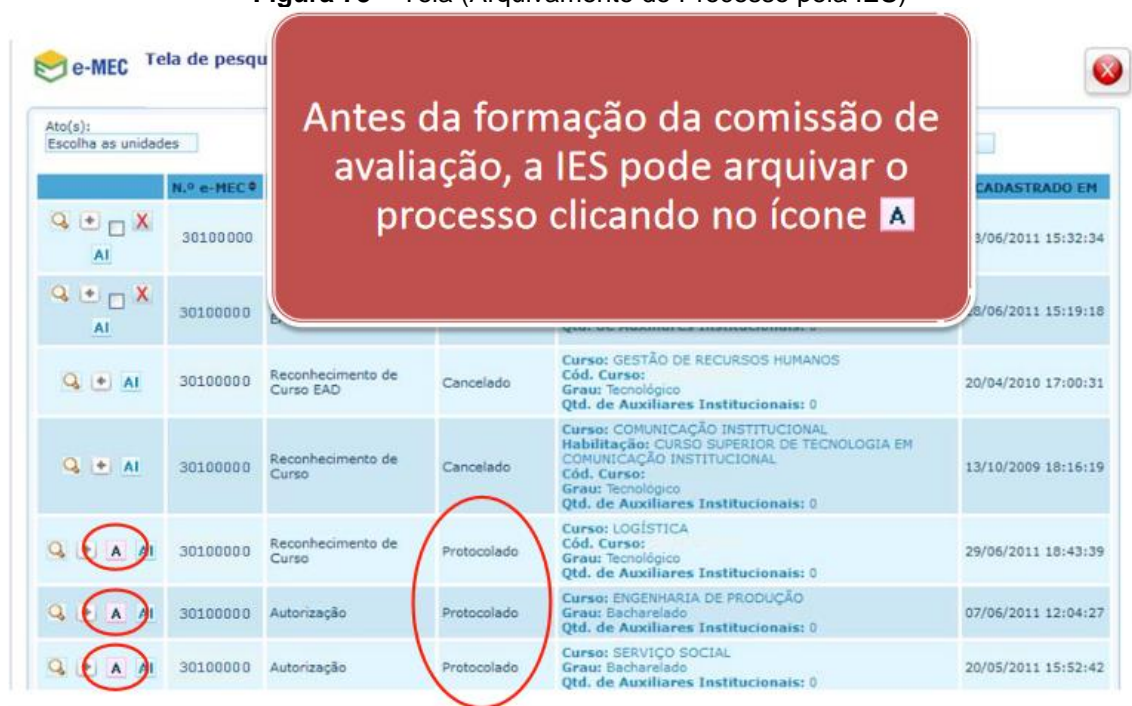 e-MEC Tela de pesqu
Antes da formação da comissão de
avaliação, a IES pode arquivar o
processo clicando no ícone A
Ato(s):
Escolha as unidades
N.º e-MEC
CADASTRADO EM
AI
30100000
3/06/2011 15:32:34
AI
30100000
28/06/2011 15:19:18
AI
30100000
Reconhecimento de
Curso EAD
Cancelado
Curso: GESTÃO DE RECURSOS HUMANOS
Cód. Curso:
Grau: Tecnológico
Qtd. de Auxiliares Institucionais: 0
20/04/2010 17:00:31
AI
30100000
Reconhecimento de
Curso
Cancelado
Curso: COMUNICAÇÃO INSTITUCIONAL
Habilitação: CURSO SUPERIOR DE TECNOLOGIA EM
COMUNICAÇÃO INSTITUCIONAL
Cód. Curso:
Grau: Tecnológico
Qtd. de Auxiliares Institucionais: 0
13/10/2009 18:16:19
A AI
30100000
Reconhecimento de
Curso
Protocolado
Curso: LOGÍSTICA
Cód. Curso:
Grau: Tecnológico
Qtd. de Auxiliares Institucionais: 0
29/06/2011 18:43:39
A AI
30100000
Autorização
Protocolado
Curso: ENGENHARIA DE PRODUÇÃO
Grau: Bacharelado
Qtd. de Auxiliares Institucionais: 0
07/06/2011 12:04:27
A AI
30100000
Autorização
Protocolado
Curso: SERVIÇO SOCIAL
Grau: Bacharelado
Qtd. de Auxiliares Institucionais: 0
20/05/2011 15:52:42